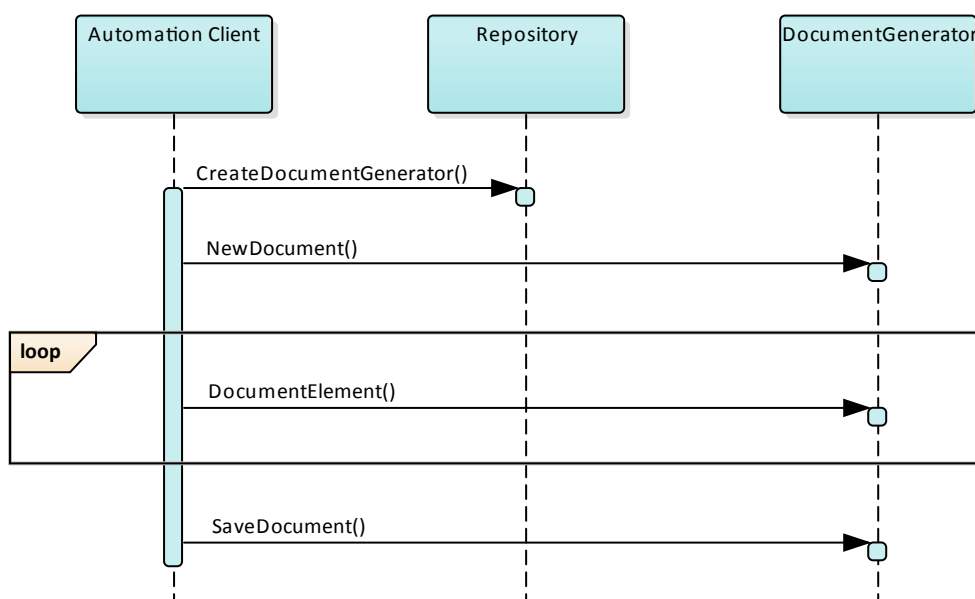 Automation Client
Repository
DocumentGenerator
CreateDocumentGenerator()
NewDocument()
loop
DocumentElement()
SaveDocument()